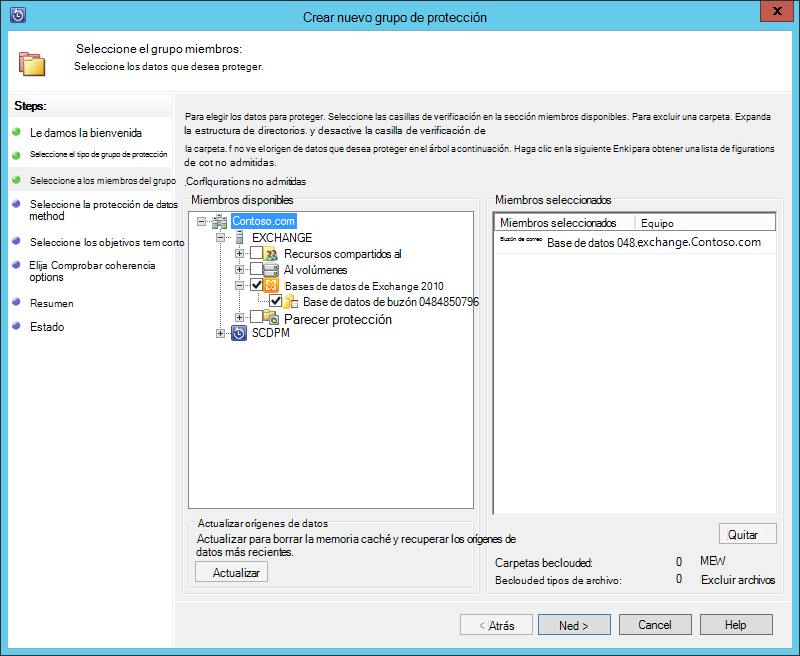 Crear nuevo grupo de protección
x
Seleccione el grupo miembros:
Seleccione los datos que desea proteger.
Steps:
Le damos la bienvenida
Seleccione el tipo de grupo de protección
Seleccione a los miembros del grupo
Seleccione la protección de datos
method
Seleccione los objetivos tem corto
Elija Comprobar coherencia
options
Resumen
Estado
Para elegir los datos para proteger. Seleccione las casillas de verificación en la sección miembros disponibles. Para excluir una carpeta. Expanda
la estructura de directorios. y desactive la casilla de verificación de
la carpeta. f no ve el origen de datos que desea proteger en el árbol a continuación. Haga clic en la siguiente Enki para obtener una lista de figurations
de cot no admitidas.
.Conflqurations no admitidas
Miembros disponibles
Contoso.com
EXCHANGE
Recursos compartidos al
Al volúmenes
Bases de datos de Exchange 2010
Base de datos de buzón 0484850796
Parecer protección
SCDPM
Actualizar orígenes de datos
Actualizar para borrar la memoria caché y recuperar los orígenes de
datos más recientes.
Actualizar
Miembros seleccionados
Miembros seleccionados Equipo
Buzón de correo Base de datos 048.exchange.Contoso.com
Quitar
Carpetas beclouded: 0 MEW
Beclouded tipos de archivo: 0 Excluir archivos
< Atrás Ned > Cancel Help